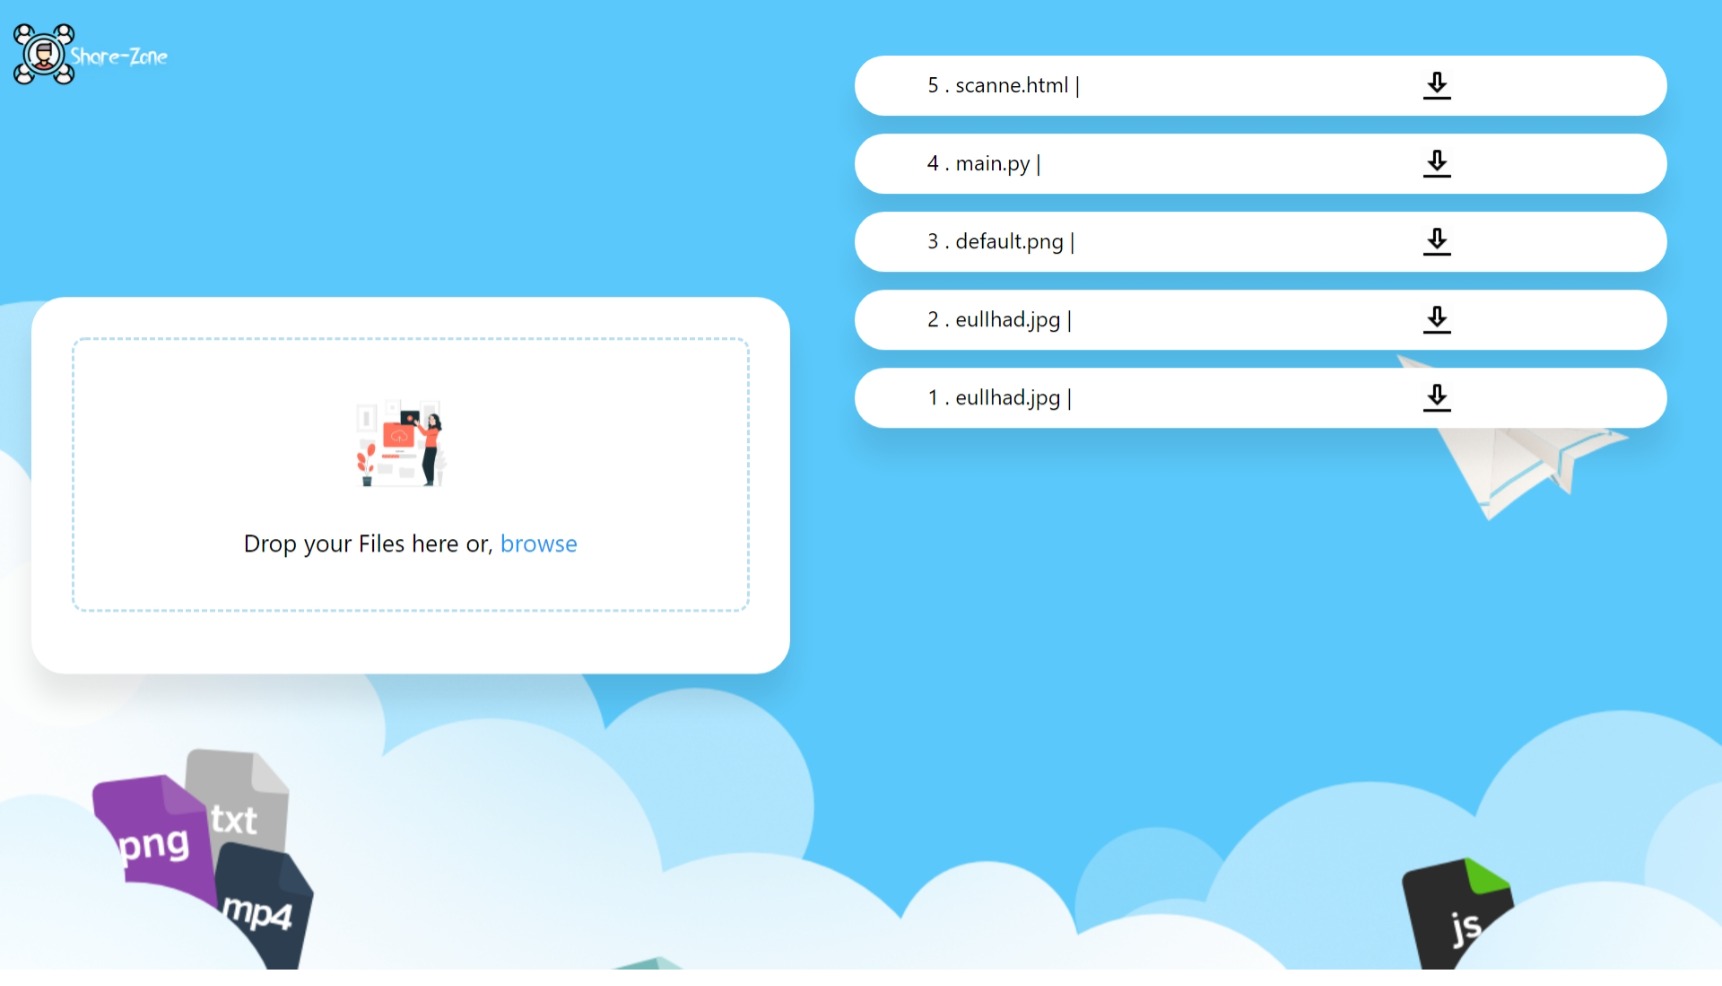 Share-Zone
5 . scanne.html |
4 . main.py |
3 . default.png |
2 . eullhad.jpg |
1 . eullhad.jpg |
Drop your Files here or, browse
txt
png
mp4
js